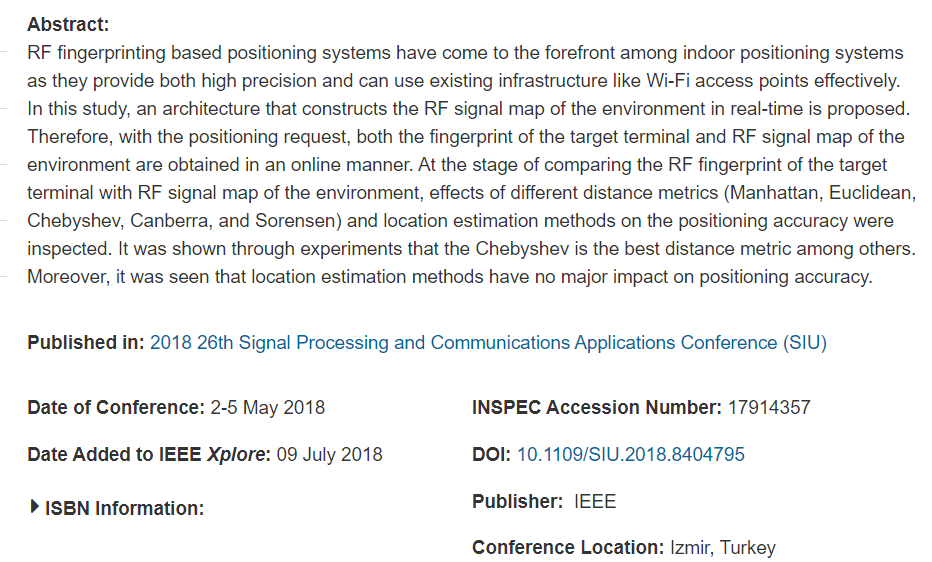 Abstract:
RF fingerprinting based positioning systems have come to the forefront among indoor positioning systems
as they provide both high precision and can use existing infrastructure like Wi-Fi access points effectively.
In this study, an architecture that constructs the RF signal map of the environment in real-time is proposed.
Therefore, with the positioning request, both the fingerprint of the target terminal and RF signal map of the
environment are obtained in an online manner. At the stage of comparing the RF fingerprint of the target
terminal with RF signal map of the environment, effects of different distance metrics (Manhattan, Euclidean,
Chebyshev, Canberra, and Sorensen) and location estimation methods on the positioning accuracy were
inspected. It was shown through experiments that the Chebyshev is the best distance metric among others.
Moreover, it was seen that location estimation methods have no major impact on positioning accuracy.
Published in: 2018 26th Signal Processing and Communications Applications Conference (SIU)
Date of Conference: 2-5 May 2018
Date Added to IEEE Xplore: 09 July 2018
ISBN Information:
INSPEC Accession Number: 17914357
DOI: 10.1109/SIU.2018.8404795
Publisher: IEEE
Conference Location: Izmir, Turkey